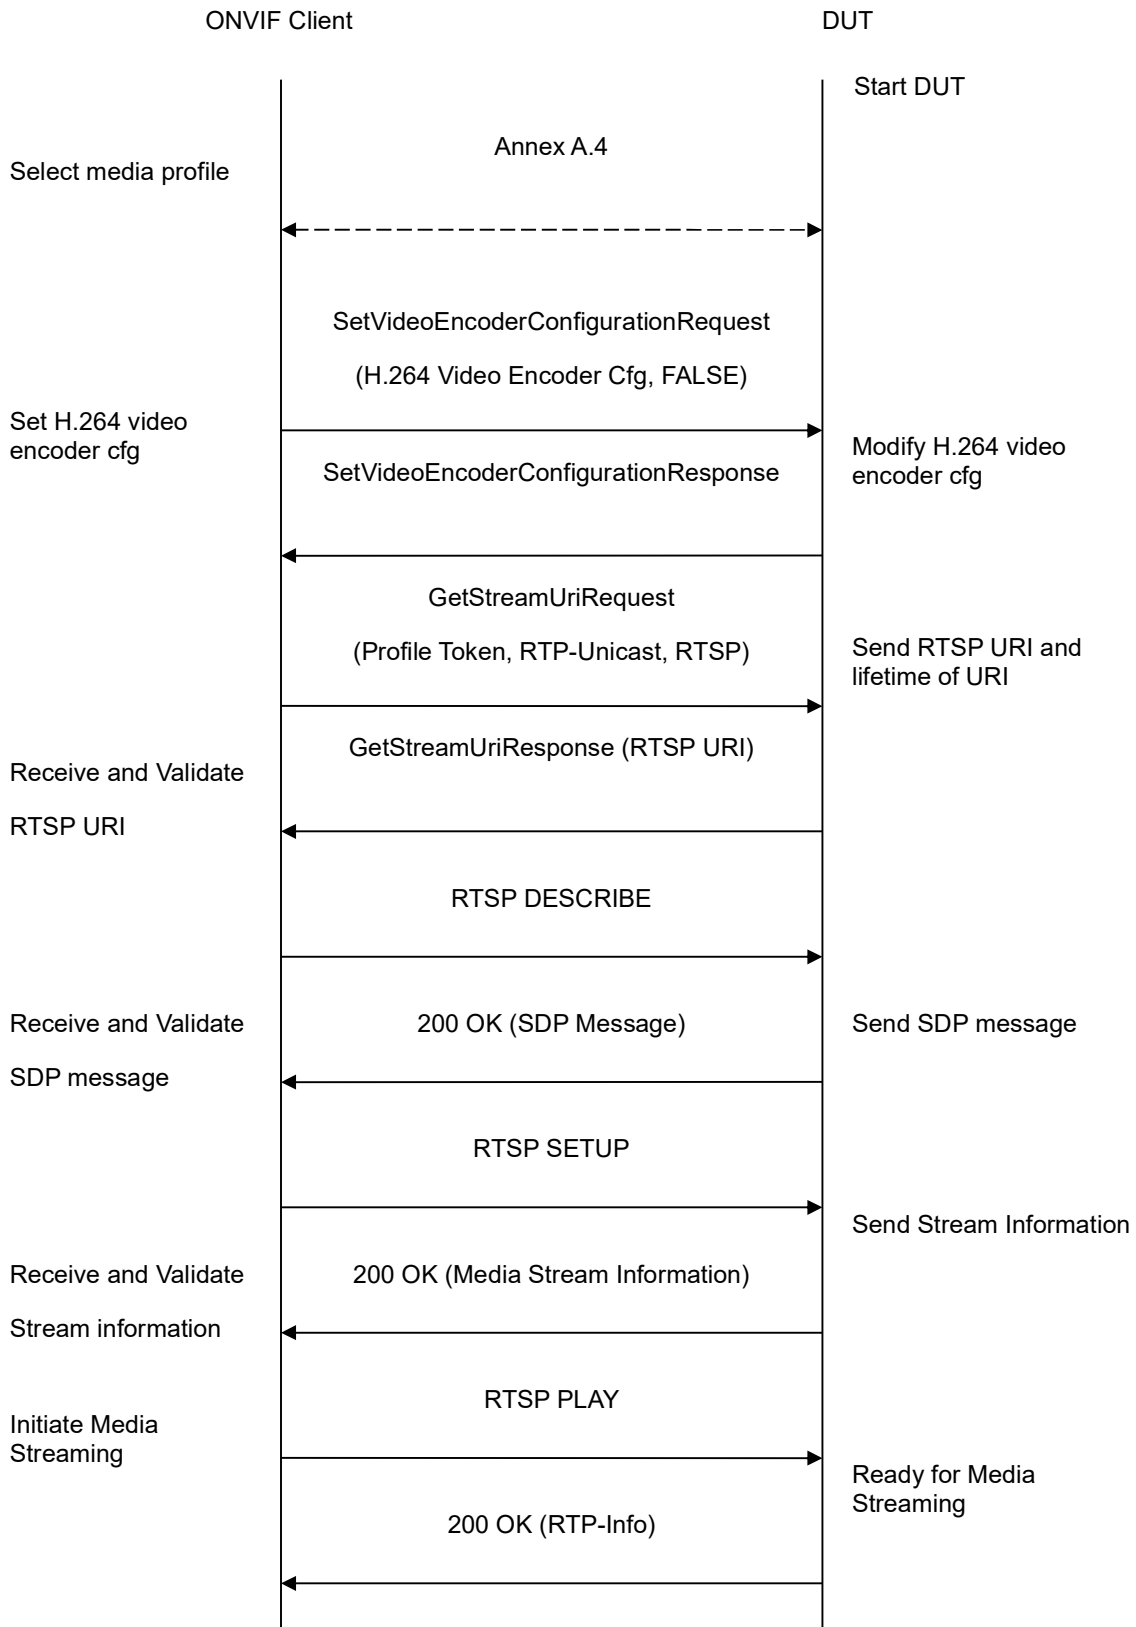 ONVIF Client
DUT
Start DUT
Annex A.4
Select media profile
SetVideoEncoderConfigurationRequest
(H.264 Video Encoder Cfg, FALSE)
Set H.264 video
encoder cfg
Modify H.264 video
encoder cfg
SetVideoEncoderConfigurationResponse
GetStreamUriRequest
(Profile Token, RTP-Unicast, RTSP)
Send RTSP URI and
lifetime of URI
GetStreamUriResponse (RTSP URI)
Receive and Validate
RTSP URI
RTSP DESCRIBE
Receive and Validate
SDP message
200 OK (SDP Message)
Send SDP message
RTSP SETUP
Send Stream Information
Receive and Validate
Stream information
200 OK (Media Stream Information)
RTSP PLAY
Initiate Media
Streaming
Ready for Media
Streaming
200 OK (RTP-Info)